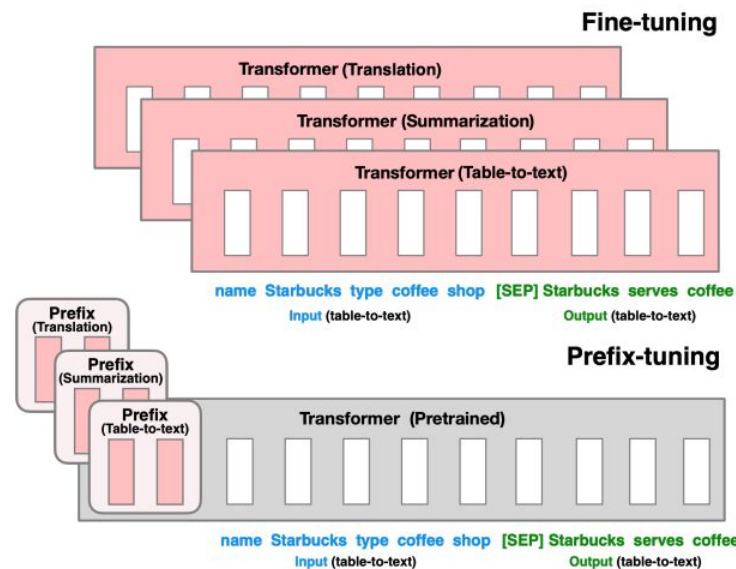 Fine-tuning
Transformer (Translation)
Transformer (Summarization)
Transformer (Table-to-text)
name Starbucks type coffee shop [SEP] Starbucks serves coffee
Input (table-to-text) Output (table-to-text)
Prefix-tuning
Prefix
(Translation)
Prefix
(Summarization)
Prefix
(Table-to-text)
Transformer (Pretrained)
name Starbucks type coffee shop [SEP] Starbucks serves coffee
Input (table-to-text) Output (table-to-text)